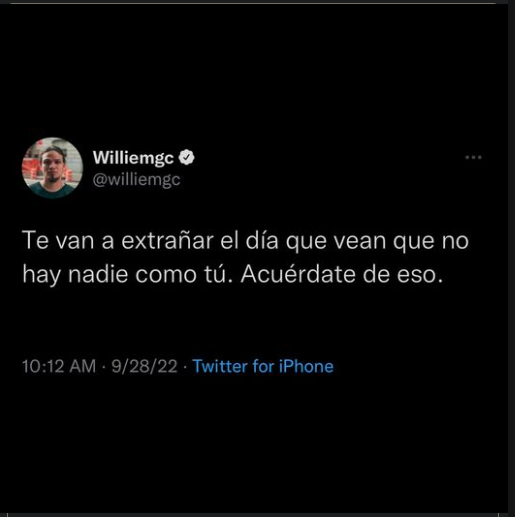 Williemgc
@williemgc
Te van a extrañar el día que vean que no
hay nadie como tú. Acuérdate de eso.
10:12 AM · 9/28/22 · Twitter for iPhone